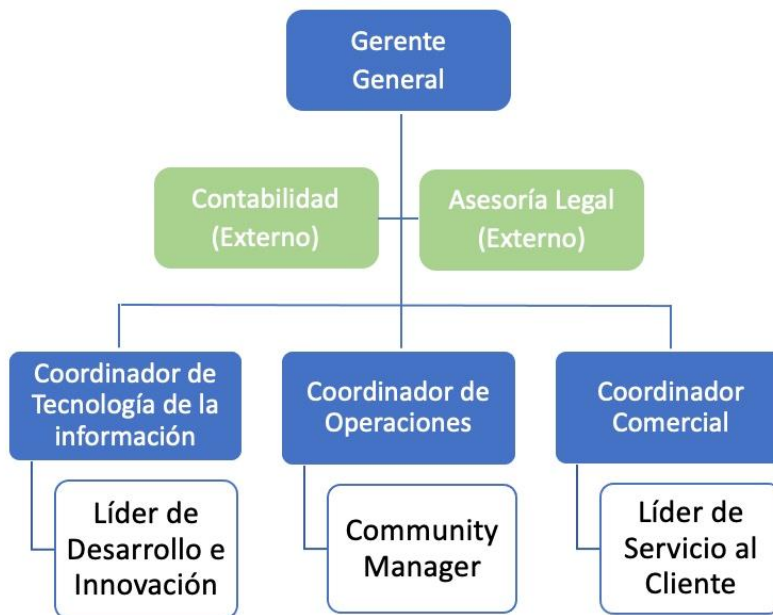 Gerente
General
Contabilidad
(Externo)
Asesoría Legal
(Externo)
Coordinador de
Tecnología de la
información
Coordinador de
Operaciones
Coordinador
Comercial
Líder de
Desarrollo e
Innovación
Community
Manager
Líder de
Servicio al
Cliente